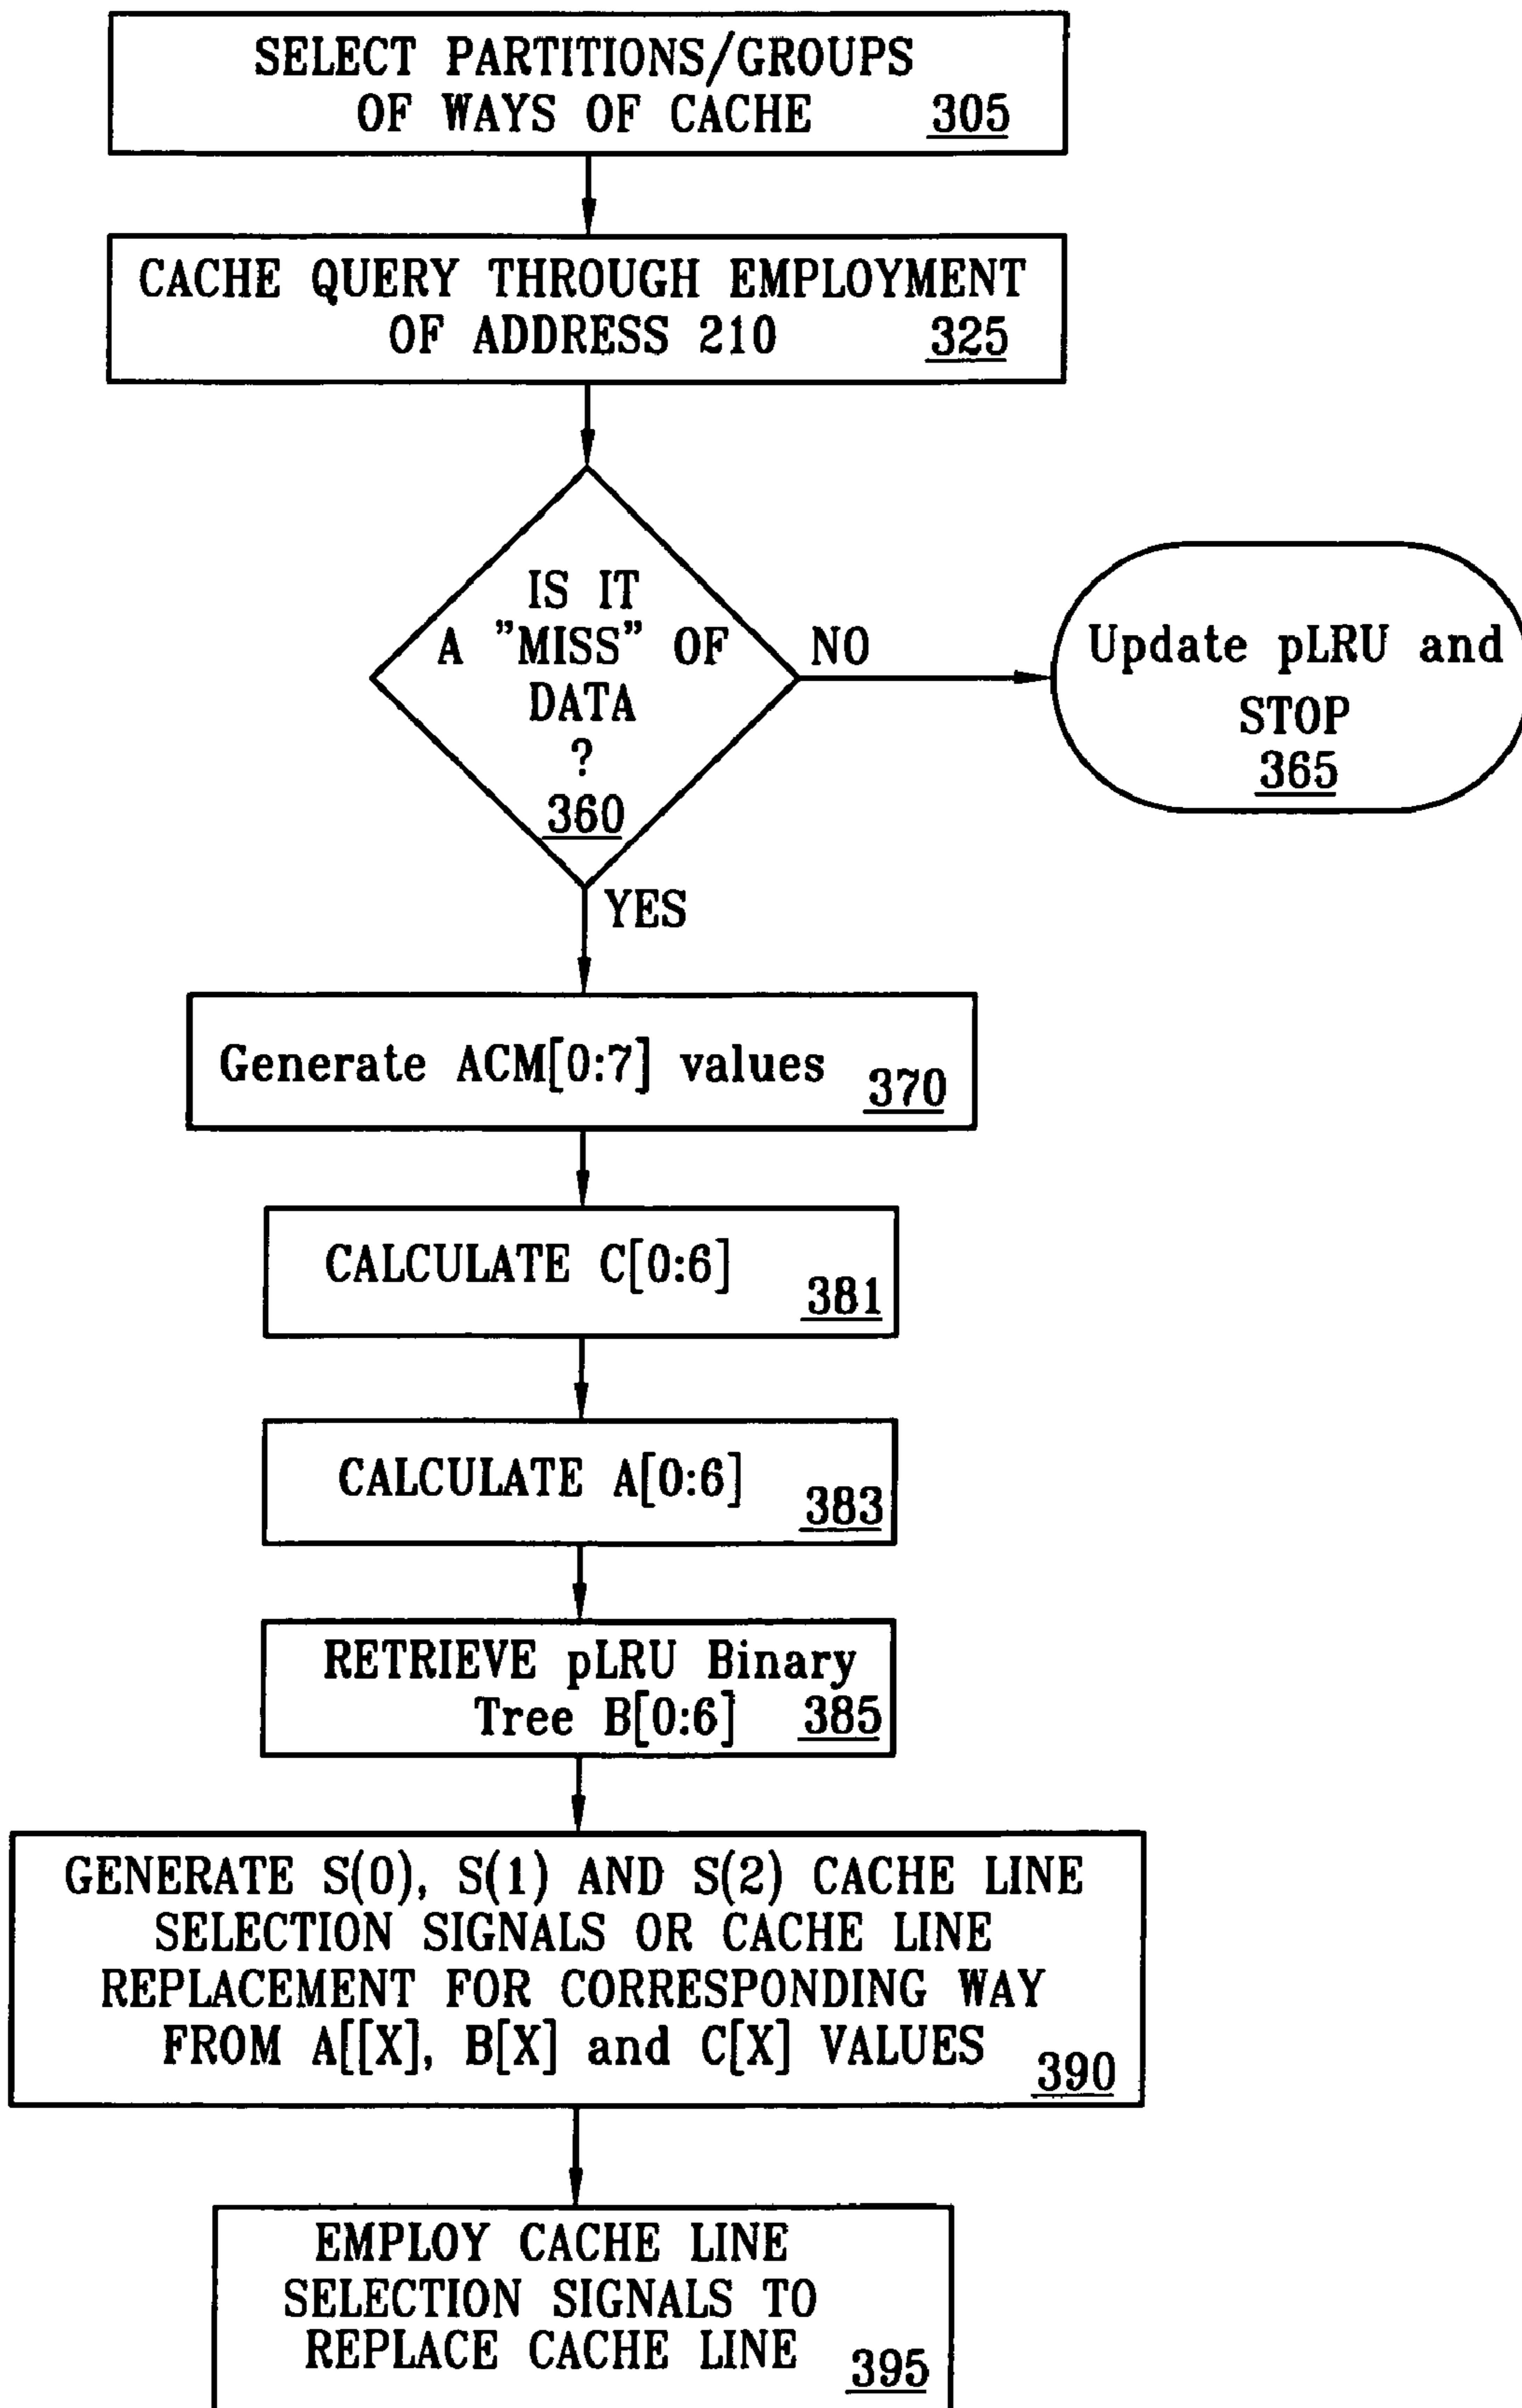 SELECT PARTITIONS/GROUPS
OF WAYS OF CACHE 305
CACHE QUERY THROUGH EMPLOYMENT
OF ADDRESS 210 325
IS IT
A "MISS" OF
DATA
?
360
NO
Update pLRU and
STOP
365
YES
Generate ACM[0:7] values 370
CALCULATE C[0:6] 381
CALCULATE A[0:6] 383
RETRIEVE pLRU Binary
Tree B[0:6] 385
GENERATE S(0), S(1) AND S(2) CACHE LINE
SELECTION SIGNALS OR CACHE LINE
REPLACEMENT FOR CORRESPONDING WAY
FROM A[[X], B[X] and C[X] VALUES 390
EMPLOY CACHE LINE
SELECTION SIGNALS TO
REPLACE CACHE LINE 395